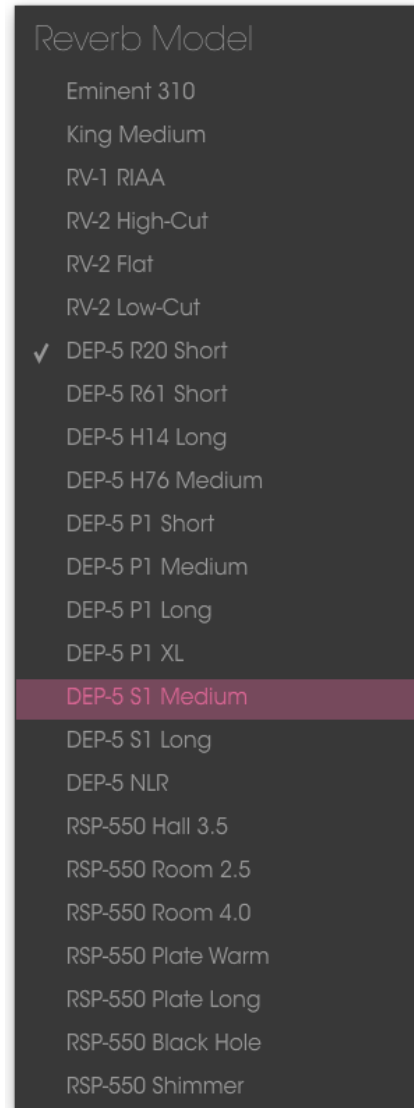 Reverb Model
Eminent 310
King Medium
RV-1 RIAA
RV-2 High-Cut
RV-2 Flat
RV-2 Low-Cut
DEP-5 R20 Short
DEP-5 R61 Short
DEP-5 H14 Long
DEP-5 H76 Medium
DEP-5 P1 Short
DEP-5 P1 Medium
DEP-5 P1 Long
DEP-5 P1 XL
DEP-5 S1 Medium
DEP-5 S1 Long
DEP-5 NLR
RSP-550 Hall 3.5
RSP-550 Room 2.5
RSP-550 Room 4.0
RSP-550 Plate Warm
RSP-550 Plate Long
RSP-550 Black Hole
RSP-550 Shimmer